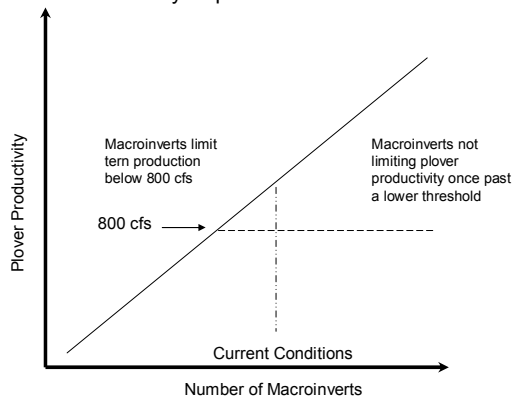 Macroinverts limit
tern production
below 800 cfs
Macroinverts not
limiting plover
productivity once past
a lower threshold
800 cfs
Plover Productivity
Current Conditions
Number of Macroinverts